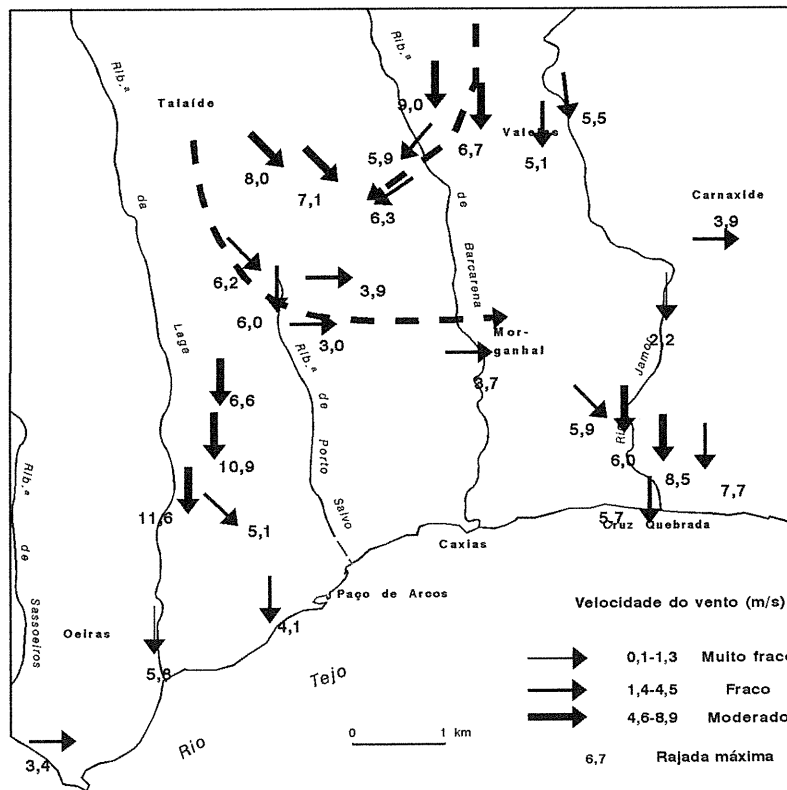 Rib.ª
Rib.ª
Talaíde
9,0
5,5
6,7
5,9
5,1
8,0
7,1
de
6,3
da
Carnaxide
3,9
Barcarena
6,2
3,9
6,0
3,0
Mor-
ganhal
2,2
Lage
Rib.ª
Jamor
3,7
6,6
de
5,9
6,0
10,9
Porto
8,5
7,7
Rib.ª
11,6
5,1
Salvo
5,7
Cruz Quebrada
de
Caxias
Sassoeiros
Paço de Arcos
Velocidade do vento (m/s)
Oeiras
4,1
0,1-1,3 Muito fraco
Tejo
1,4-4,5 Fraco
4,6-8,9 Moderado
Rio
0 1 km
3,4
6,7 Rajada máxima